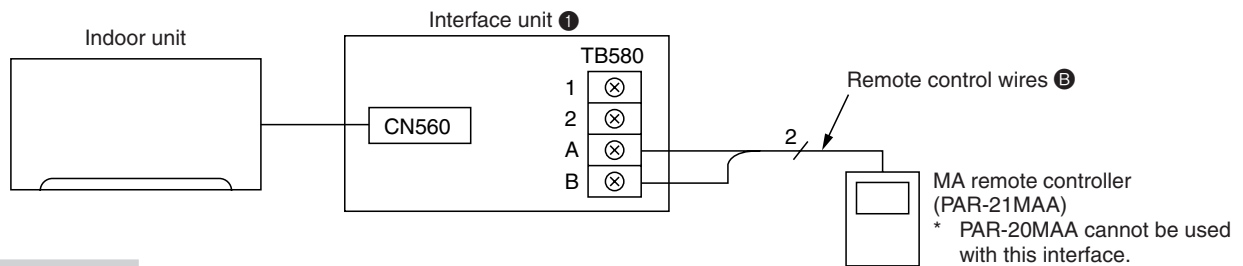 Interface unit ❶
Indoor unit
TB580
1
2
A
B
CN560
Remote control wires Ⓑ
2
MA remote controller
(PAR-21MAA)
* PAR-20MAA cannot be used
with this interface.